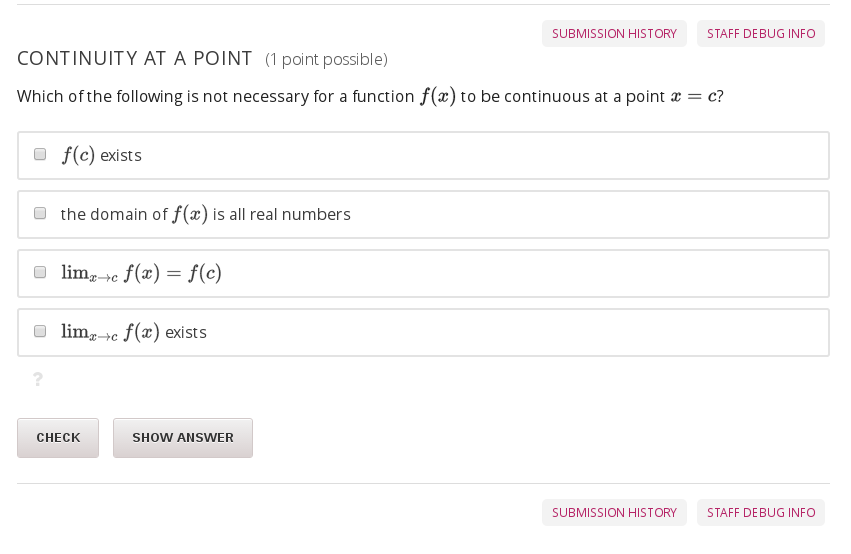 SUBMISSION HISTORY STAFF DEBUG INFO
CONTINUITY AT A POINT (1 point possible)
Which of the following is not necessary for a function f(x) to be continuous at a point x = c?
f(c) exists
the domain of f(x) is all real numbers
lim_{x→c} f(x) = f(c)
lim_{x→c} f(x) exists
?
CHECK SHOW ANSWER
SUBMISSION HISTORY STAFF DEBUG INFO